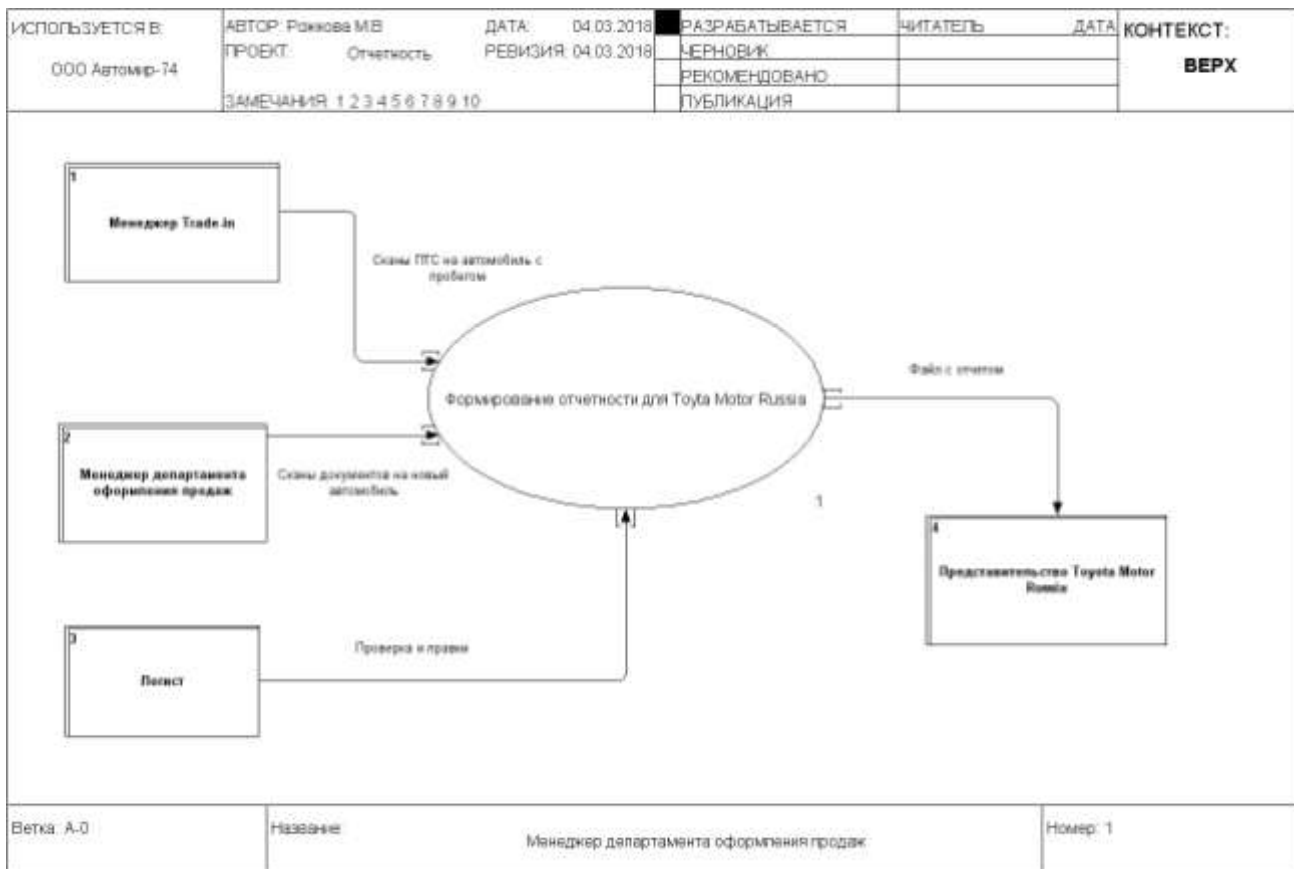 ИСПОЛЬЗУЕТСЯ В:
ООО Автомир-74
АВТОР: Рожкова М.В
ДАТА: 04.03.2018
ПРОЕКТ: Отчетность
РЕВИЗИЯ: 04.03.2018
ЗАМЕЧАНИЯ: 1 2 3 4 5 6 7 8 9 10
РАЗРАБАТЫВАЕТСЯ
ЧЕРНОВИК
РЕКОМЕНДОВАНО
ПУБЛИКАЦИЯ
ЧИТАТЕЛЬ
ДАТА
КОНТЕКСТ:
ВЕРХ
1
Менеджер Trade-in
Сканы ПТС на автомобиль с
пробегом
Формирование отчетности для Toyta Motor Russia
1
Файл с отчетом
2
Менеджер департамента
оформления продаж
Сканы документов на новый
автомобиль
4
Представительство Toyota Motor
Russia
3
Логист
Проверка и правки
Ветка: A-0
Название:
Менеджер департамента оформления продаж
Номер: 1